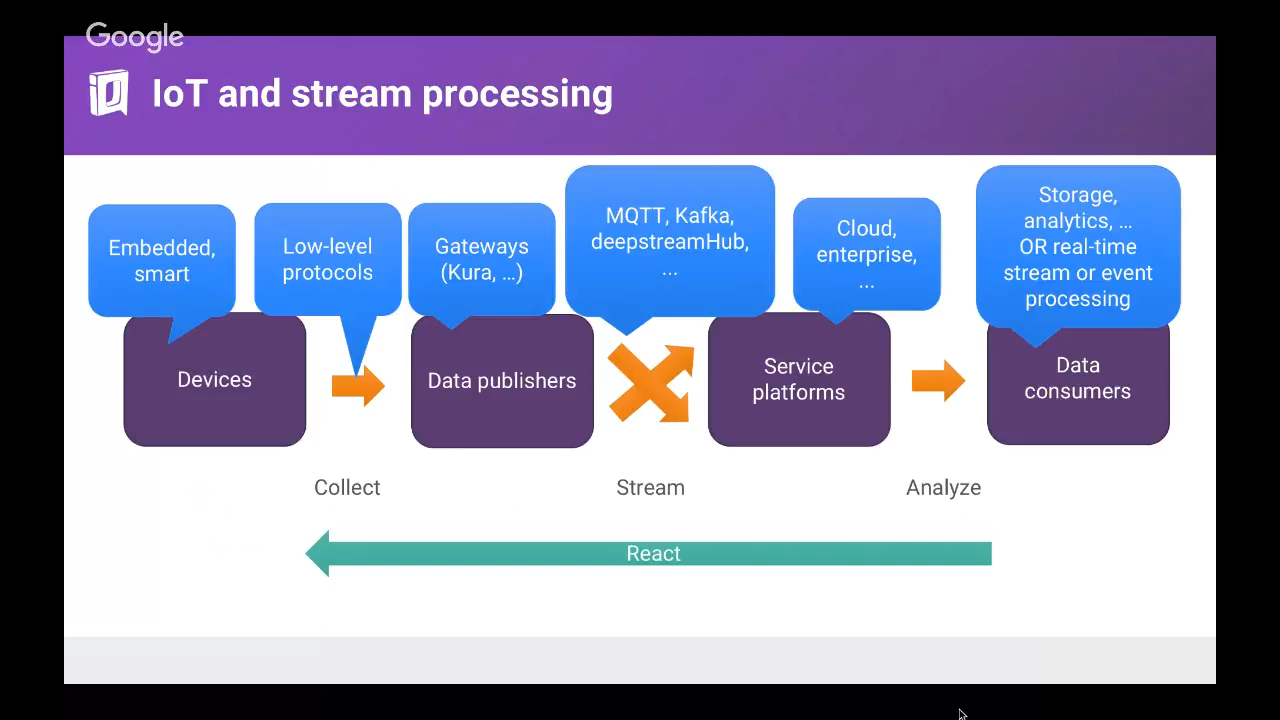 Google
IoT and stream processing
Embedded,
smart
Low-level
protocols
Gateways
(Kura, …)
MQTT, Kafka,
deepstreamHub,
...
Cloud,
enterprise,
...
Storage,
analytics, …
OR real-time
stream or event
processing
Devices
Data publishers
Service
platforms
Data
consumers
Collect
Stream
Analyze
React